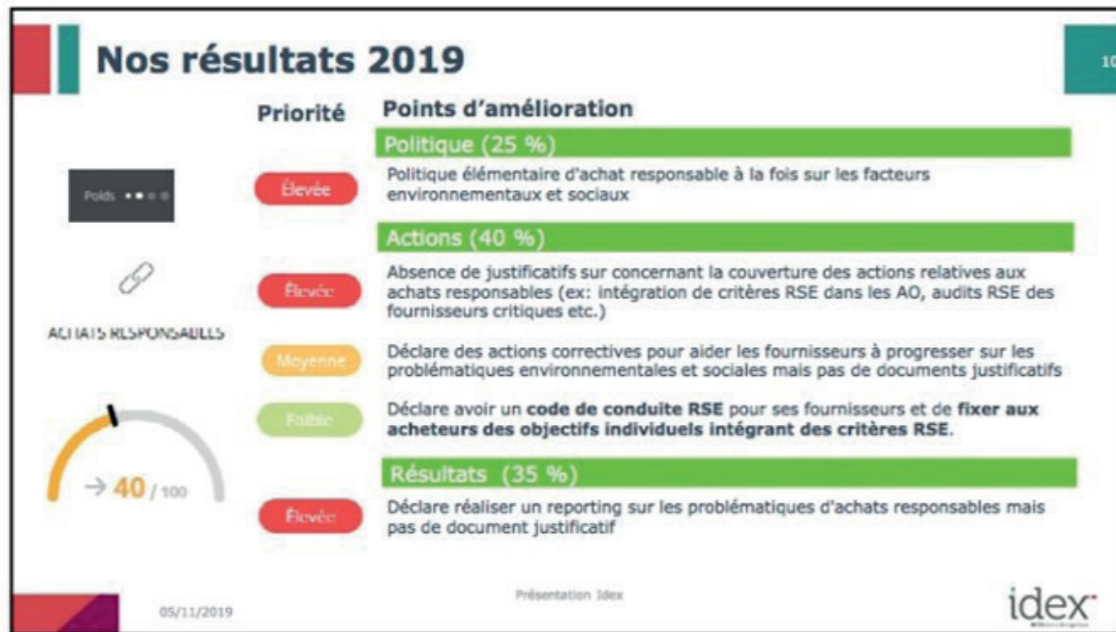 Nos résultats 2019
10
Priorité
Points d'amélioration
Politique (25 %)
Poids
Élevée
Politique élémentaire d'achat responsable à la fois sur les facteurs
environnementaux et sociaux
Actions (40 %)
Élevée
Absence de justificatifs sur concernant la couverture des actions relatives aux
achats responsables (ex: intégration de critères RSE dans les AO, audits RSE des
fournisseurs critiques etc.)
ACHATS RESPONSABLES
Moyenne
Déclare des actions correctives pour aider les fournisseurs à progresser sur les
problématiques environnementales et sociales mais pas de documents justificatifs
Faible
Déclare avoir un code de conduite RSE pour ses fournisseurs et de fixer aux
acheteurs des objectifs individuels intégrant des critères RSE.
Résultats (35 %)
→ 40 / 100
Élevée
Déclare réaliser un reporting sur les problématiques d'achats responsables mais
pas de document justificatif
05/11/2019
Présentation Idex
idex